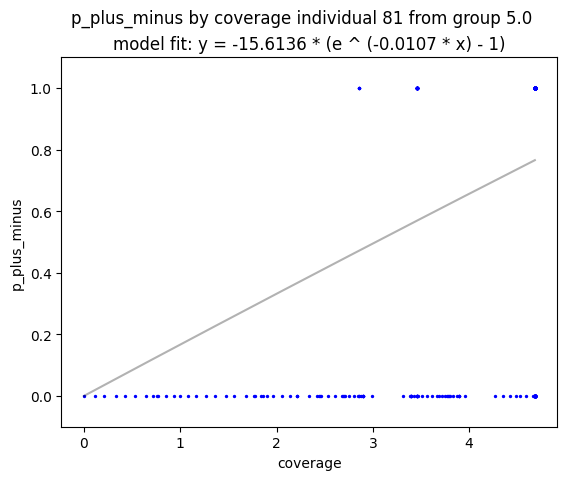 p_plus_minus by coverage individual 81 from group 5.0
model fit: y = -15.6136 * (e ^ (-0.0107 * x) - 1)
1.0
0.8
0.6
0.4
0.2
0.0
p_plus_minus
0
1
2
3
4
coverage